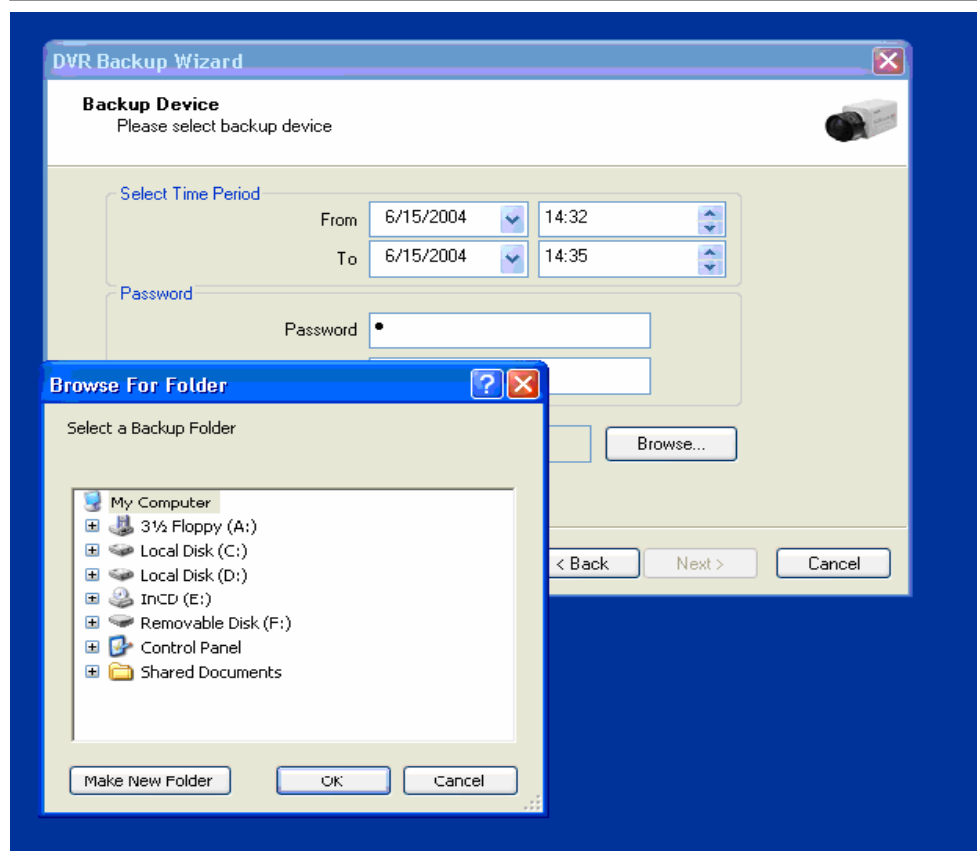 DVR Backup Wizard
Backup Device
Please select backup device
Select Time Period
From 6/15/2004 14:32
To 6/15/2004 14:35
Password
Password •
Browse For Folder
Select a Backup Folder
Browse...
My Computer
3½ Floppy (A:)
Local Disk (C:)
Local Disk (D:)
InCD (E:)
Removable Disk (F:)
Control Panel
Shared Documents
< Back Next > Cancel
Make New Folder OK Cancel